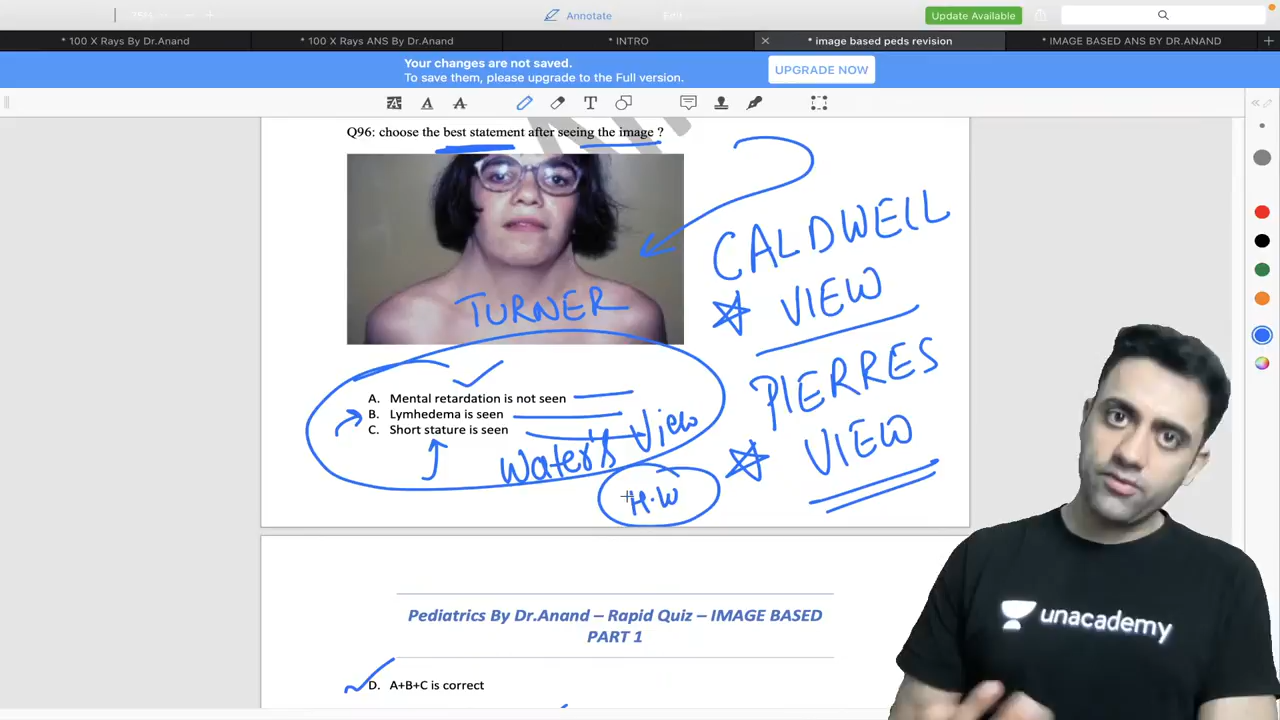 Annotate
Edit
Update Available
* 100 X Rays By Dr.Anand
* 100 X Rays ANS By Dr.Anand
* INTRO
* image based peds revision
* IMAGE BASED ANS BY DR.ANAND
Your changes are not saved.
To save them, please upgrade to the Full version.
UPGRADE NOW
Q96: choose the best statement after seeing the image ?
CALDWELL
VIEW
TURNER
PIERRES
VIEW
A. Mental retardation is not seen
B. Lymhedema is seen
C. Short stature is seen
Water's View
H.W
unacademy
Pediatrics By Dr.Anand – Rapid Quiz – IMAGE BASED
PART 1
D. A+B+C is correct